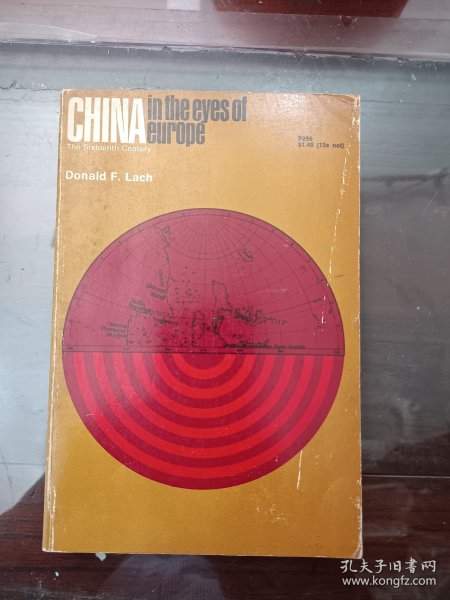 CHINA in the eyes of
europe
The Sixteenth Century
P296
$1.45 (13s net)
Donald F. Lach
孔夫子旧书网
www.kongfz.com